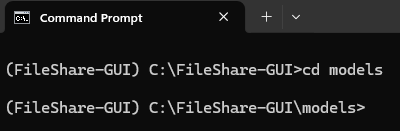 Command Prompt
(FileShare-GUI) C:\FileShare-GUI>cd models
(FileShare-GUI) C:\FileShare-GUI\models>